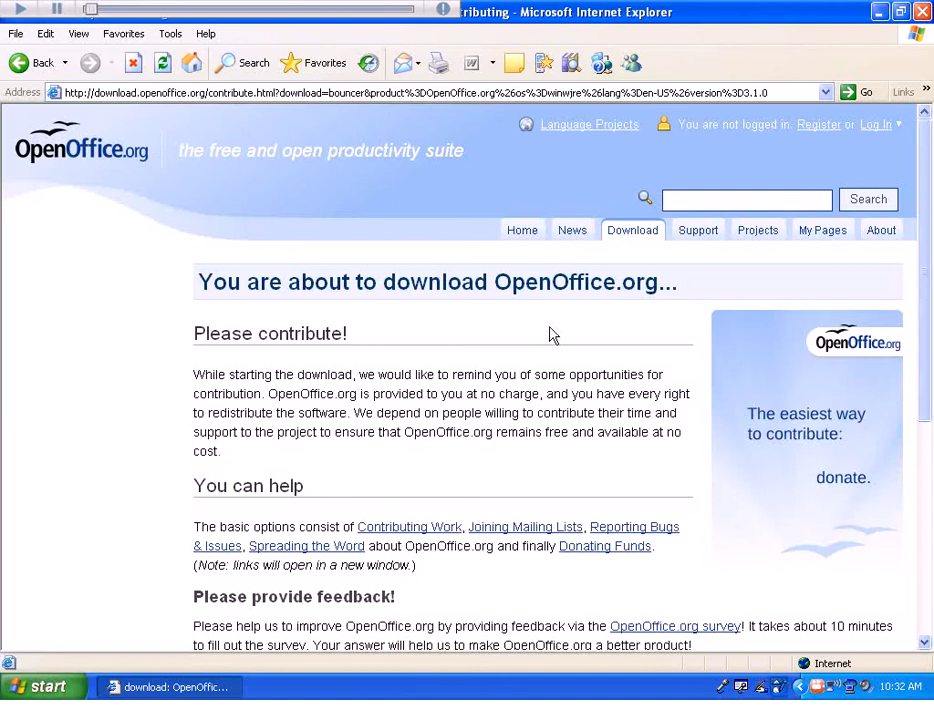 tributing - Microsoft Internet Explorer
File Edit View Favorites Tools Help
Back Search Favorites
Address http://download.openoffice.org/contribute.html?download=bouncer&product%3DOpenOffice.org%26os%3Dwinwjre%26lang%3Den-US%26version%3D3.1.0 Go Links »
OpenOffice.org the free and open productivity suite
Language Projects You are not logged in. Register or Log In
Search
Home News Download Support Projects My Pages About
You are about to download OpenOffice.org...
Please contribute!
While starting the download, we would like to remind you of some opportunities for
contribution. OpenOffice.org is provided to you at no charge, and you have every right
to redistribute the software. We depend on people willing to contribute their time and
support to the project to ensure that OpenOffice.org remains free and available at no
cost.
OpenOffice.org
The easiest way
to contribute:
donate.
You can help
The basic options consist of Contributing Work, Joining Mailing Lists, Reporting Bugs
& Issues, Spreading the Word about OpenOffice.org and finally Donating Funds.
(Note: links will open in a new window.)
Please provide feedback!
Please help us to improve OpenOffice.org by providing feedback via the OpenOffice.org survey! It takes about 10 minutes
to fill out the survey. Your answer will help us to make OpenOffice.org a better product!
Internet
start download: OpenOffic... 10:32 AM